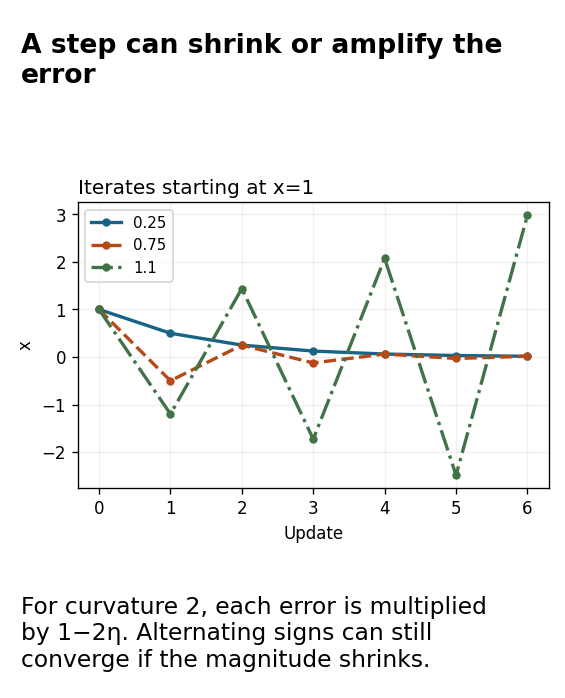 A step can shrink or amplify the
error
Iterates starting at x=1
0.25
0.75
1.1
3
2
1
0
−1
−2
x
0 1 2 3 4 5 6
Update
For curvature 2, each error is multiplied
by 1−2η. Alternating signs can still
converge if the magnitude shrinks.